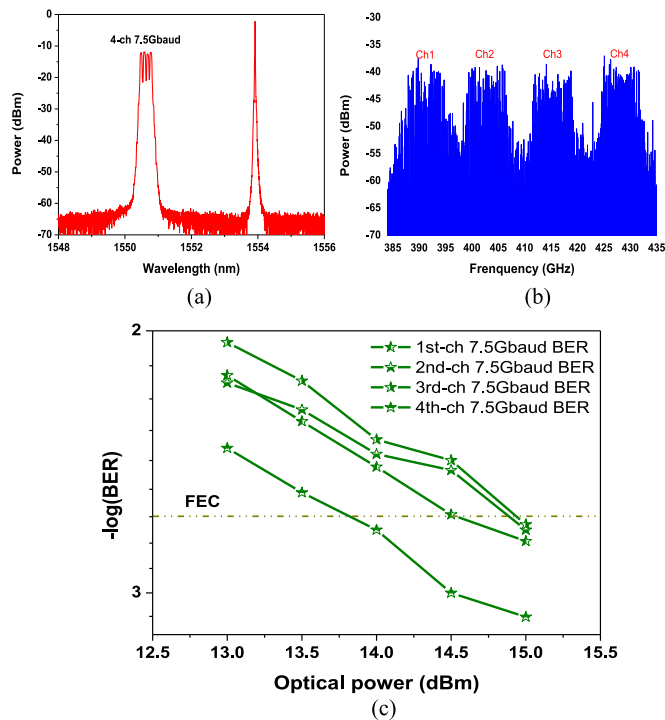 4-ch 7.5Gbaud
Power (dBm)
0
-10
-20
-30
-40
-50
-60
-70
1548
1550
1552
1554
1556
Wavelength (nm)
(a)
Ch1
Ch2
Ch3
Ch4
Power (dBm)
-30
-35
-40
-45
-50
-55
-60
-65
-70
385
390
395
400
405
410
415
420
425
430
435
Frenquency (GHz)
(b)
1st-ch 7.5Gbaud BER
2nd-ch 7.5Gbaud BER
3rd-ch 7.5Gbaud BER
4th-ch 7.5Gbaud BER
FEC
-log(BER)
2
3
12.5
13.0
13.5
14.0
14.5
15.0
15.5
Optical power (dBm)
(c)